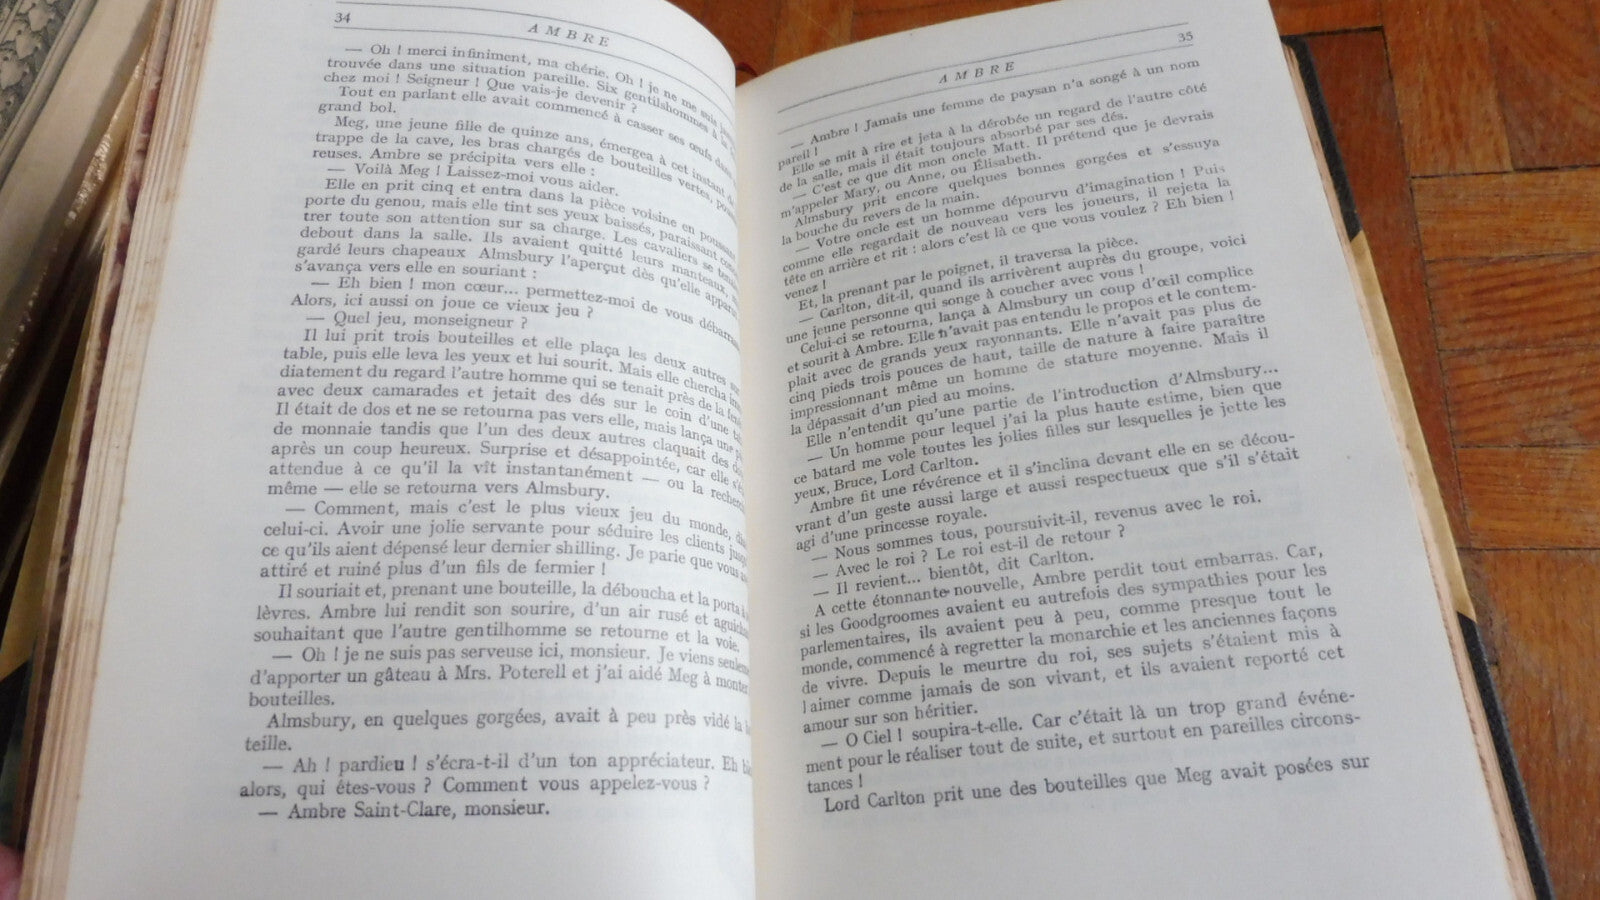 34
AMBRE
— Oh ! merci infiniment, ma chérie. Oh ! je ne me suis
trouvée dans une situation pareille. Six gentilshommes à la
chez moi ! Seigneur ! Que vais-je devenir ?
Tout en parlant elle avait commencé à casser ses œufs dans
grand bol.
Meg, une jeune fille de quinze ans, émergea à cet instant, de
trappe de la cave, les bras chargés de bouteilles vertes,
reuses. Ambre se précipita vers elle :
— Voilà Meg ! Laissez-moi vous aider.
Elle en prit cinq et entra dans la pièce voisine en poussant
porte du genou, mais elle tint ses yeux baissés, paraissant
trer toute son attention sur sa charge. Les cavaliers se
debout dans la salle. Ils avaient quitté leurs manteaux,
gardé leurs chapeaux Almsbury l'aperçut dès qu'elle
s'avança vers elle en souriant :
— Eh bien ! mon cœur... permettez-moi de vous
Alors, ici aussi on joue ce vieux jeu ?
— Quel jeu, monseigneur ?
Il lui prit trois bouteilles et elle plaça les deux autres
table, puis elle leva les yeux et lui sourit. Mais elle chercha
diatement du regard l'autre homme qui se tenait près de la
avec deux camarades et jetait des dés sur le coin d'une
Il était de dos et ne se retourna pas vers elle, mais lança une
de monnaie tandis que l'un des deux autres claquait des
après un coup heureux. Surprise et désappointée, car elle
attendue à ce qu'il la vît instantanément — ou la
même — elle se retourna vers Almsbury.
— Comment, mais c'est le plus vieux jeu du monde,
celui-ci. Avoir une jolie servante pour séduire les clients
ce qu'ils aient dépensé leur dernier shilling. Je parie que vous
attiré et ruiné plus d'un fils de fermier !
Il souriait et, prenant une bouteille, la déboucha et la porta à
lèvres. Ambre lui rendit son sourire, d'un air rusé et
souhaitant que l'autre gentilhomme se retourne et la voie.
— Oh ! je ne suis pas serveuse ici, monsieur. Je viens seulement
d'apporter un gâteau à Mrs. Poterell et j'ai aidé Meg à monter
bouteilles.
Almsbury, en quelques gorgées, avait à peu près vidé la
teille.
— Ah ! pardieu ! s'écra-t-il d'un ton appréciateur. Eh
alors, qui êtes-vous ? Comment vous appelez-vous ?
— Ambre Saint-Clare, monsieur.
35
AMBRE
— Ambre ! Jamais une femme de paysan n'a songé à un nom
pareil !
Elle se mit à rire et jeta à la dérobée un regard de l'autre côté
de la salle, mais il était toujours absorbé par ses dés.
— C'est ce que dit mon oncle Matt. Il prétend que je devrais
m'appeler Mary, ou Anne, ou Élisabeth.
Almsbury prit encore quelques bonnes gorgées et s'essuya
la bouche du revers de la main.
— Votre oncle est un homme dépourvu d'imagination ! Puis
comme elle regardait de nouveau vers les joueurs, il rejeta la
tête en arrière et rit : alors c'est là ce que vous voulez ? Eh bien !
venez !
Et, la prenant par le poignet, il traversa la pièce.
— Carlton, dit-il, quand ils arrivèrent auprès du groupe, voici
une jeune personne qui songe à coucher avec vous !
Celui-ci se retourna, lança à Almsbury un coup d'œil complice
et sourit à Ambre. Elle n'avait pas entendu le propos et le contem-
plait avec de grands yeux rayonnants. Elle n'avait pas plus de
cinq pieds trois pouces de haut, taille de nature à faire paraître
impressionnant même un homme de stature moyenne. Mais il
la dépassait d'un pied au moins.
Elle n'entendit qu'une partie de l'introduction d'Almsbury...
— Un homme pour lequel j'ai la plus haute estime, bien que
ce bâtard me vole toutes les jolies filles sur lesquelles je jette les
yeux, Bruce, Lord Carlton.
Ambre fit une révérence et il s'inclina devant elle en se décou-
vrant d'un geste aussi large et aussi respectueux que s'il s'était
agi d'une princesse royale.
— Nous sommes tous, poursuivit-il, revenus avec le roi.
— Avec le roi ? Le roi est-il de retour ?
— Il revient... bientôt, dit Carlton.
A cette étonnante nouvelle, Ambre perdit tout embarras. Car,
si les Goodgroomes avaient eu autrefois des sympathies pour les
parlementaires, ils avaient peu à peu, comme presque tout le
monde, commencé à regretter la monarchie et les anciennes façons
de vivre. Depuis le meurtre du roi, ses sujets s'étaient mis à
l'aimer comme jamais de son vivant, et ils avaient reporté cet
amour sur son héritier.
— O Ciel ! soupira-t-elle. Car c'était là un trop grand événe-
ment pour le réaliser tout de suite, et surtout en pareilles circons-
tances !
Lord Carlton prit une des bouteilles que Meg avait posées sur